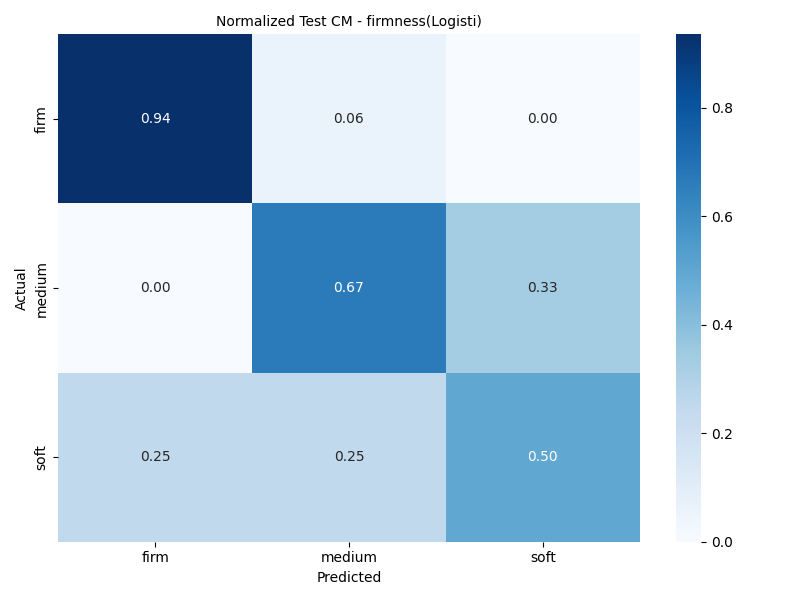 Normalized Test CM - firmness(Logisti)
Actual
firm
medium
soft
0.94 0.06 0.00
0.00 0.67 0.33
0.25 0.25 0.50
firm medium soft
Predicted
0.8
0.6
0.4
0.2
0.0